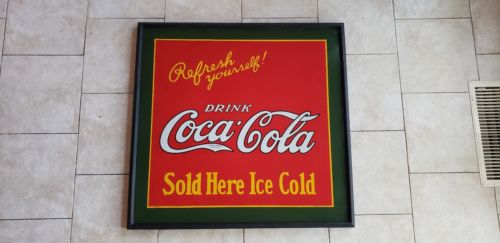 Refresh
yourself!
DRINK
Coca-Cola
Sold Here Ice Cold